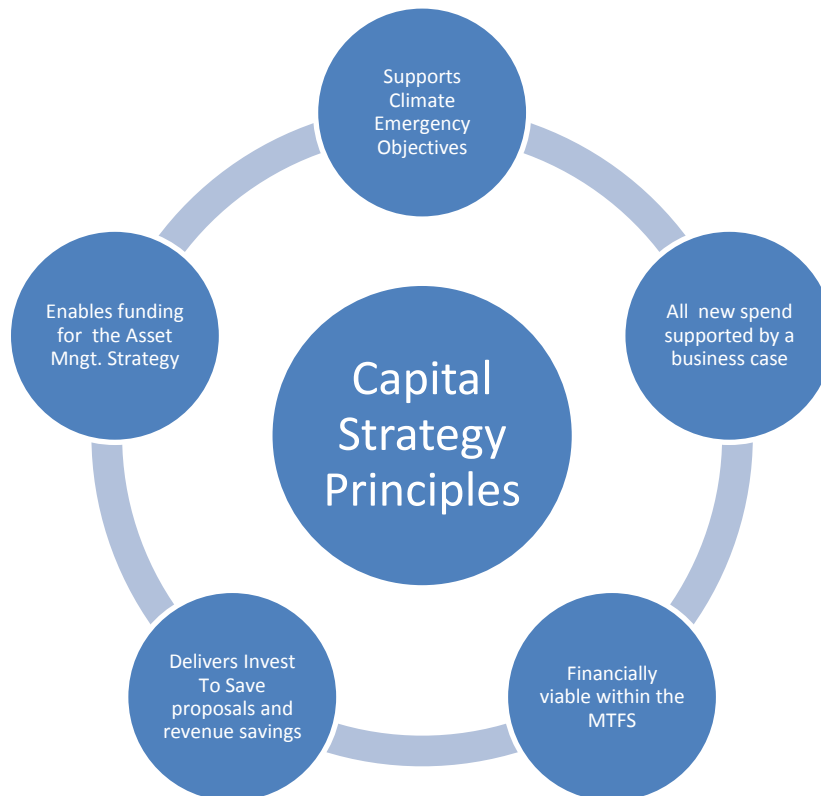 Supports
Climate
Emergency
Objectives
All new spend
supported by a
business case
Financially
viable within the
MTFS
Delivers Invest
To Save
proposals and
revenue savings
Enables funding
for the Asset
Mngt. Strategy
Capital
Strategy
Principles